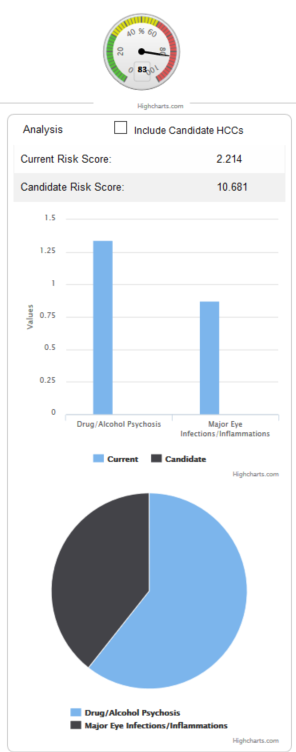 20
40 % 60
80
0
100
83
Highcharts.com
Analysis
Include Candidate HCCs
Current Risk Score: 2.214
Candidate Risk Score: 10.681
1.5
1.25
1
0.75
0.5
0.25
0
Values
Drug/Alcohol Psychosis
Major Eye
Infections/Inflammations
Current Candidate
Highcharts.com
Drug/Alcohol Psychosis
Major Eye Infections/Inflammations
Highcharts.com